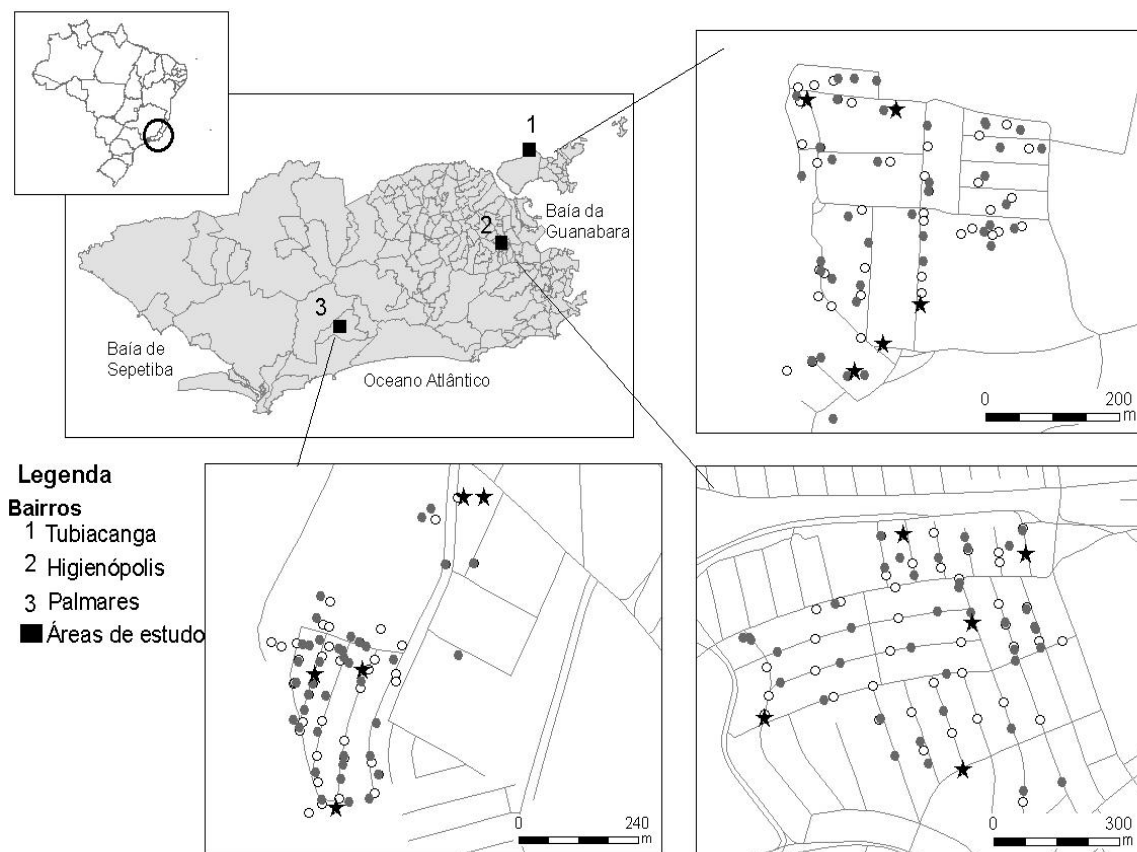 1
2
3
Baía da
Guanabara
Baía de
Sepetiba
Oceano Atlântico
0 200
m
Legenda
Bairros
1 Tubiacanga
2 Higienópolis
3 Palmares
Áreas de estudo
0 240
m
0 300
m